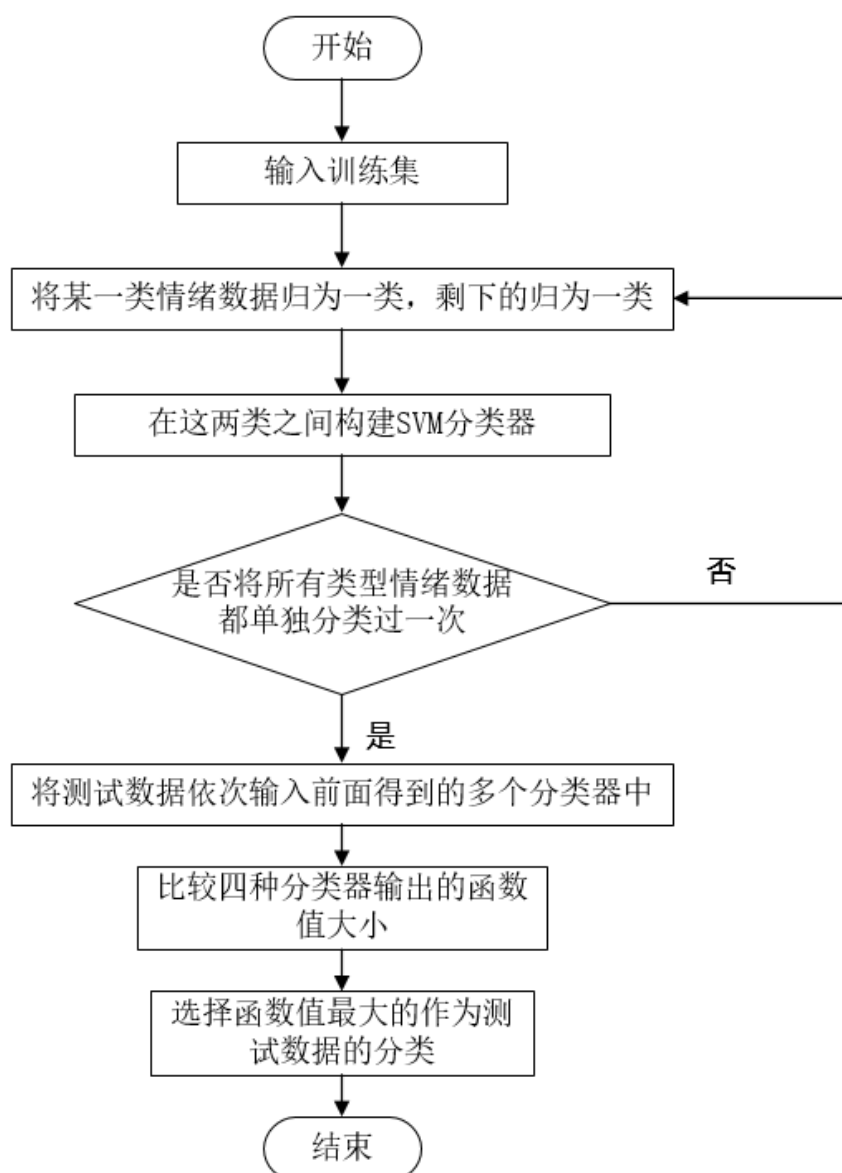 开始
输入训练集
将某一类情绪数据归为一类，剩下的归为一类
在这两类之间构建SVM分类器
是否将所有类型情绪数据
都单独分类过一次
否
是
将测试数据依次输入前面得到的多个分类器中
比较四种分类器输出的函数
值大小
选择函数值最大的作为测
试数据的分类
结束